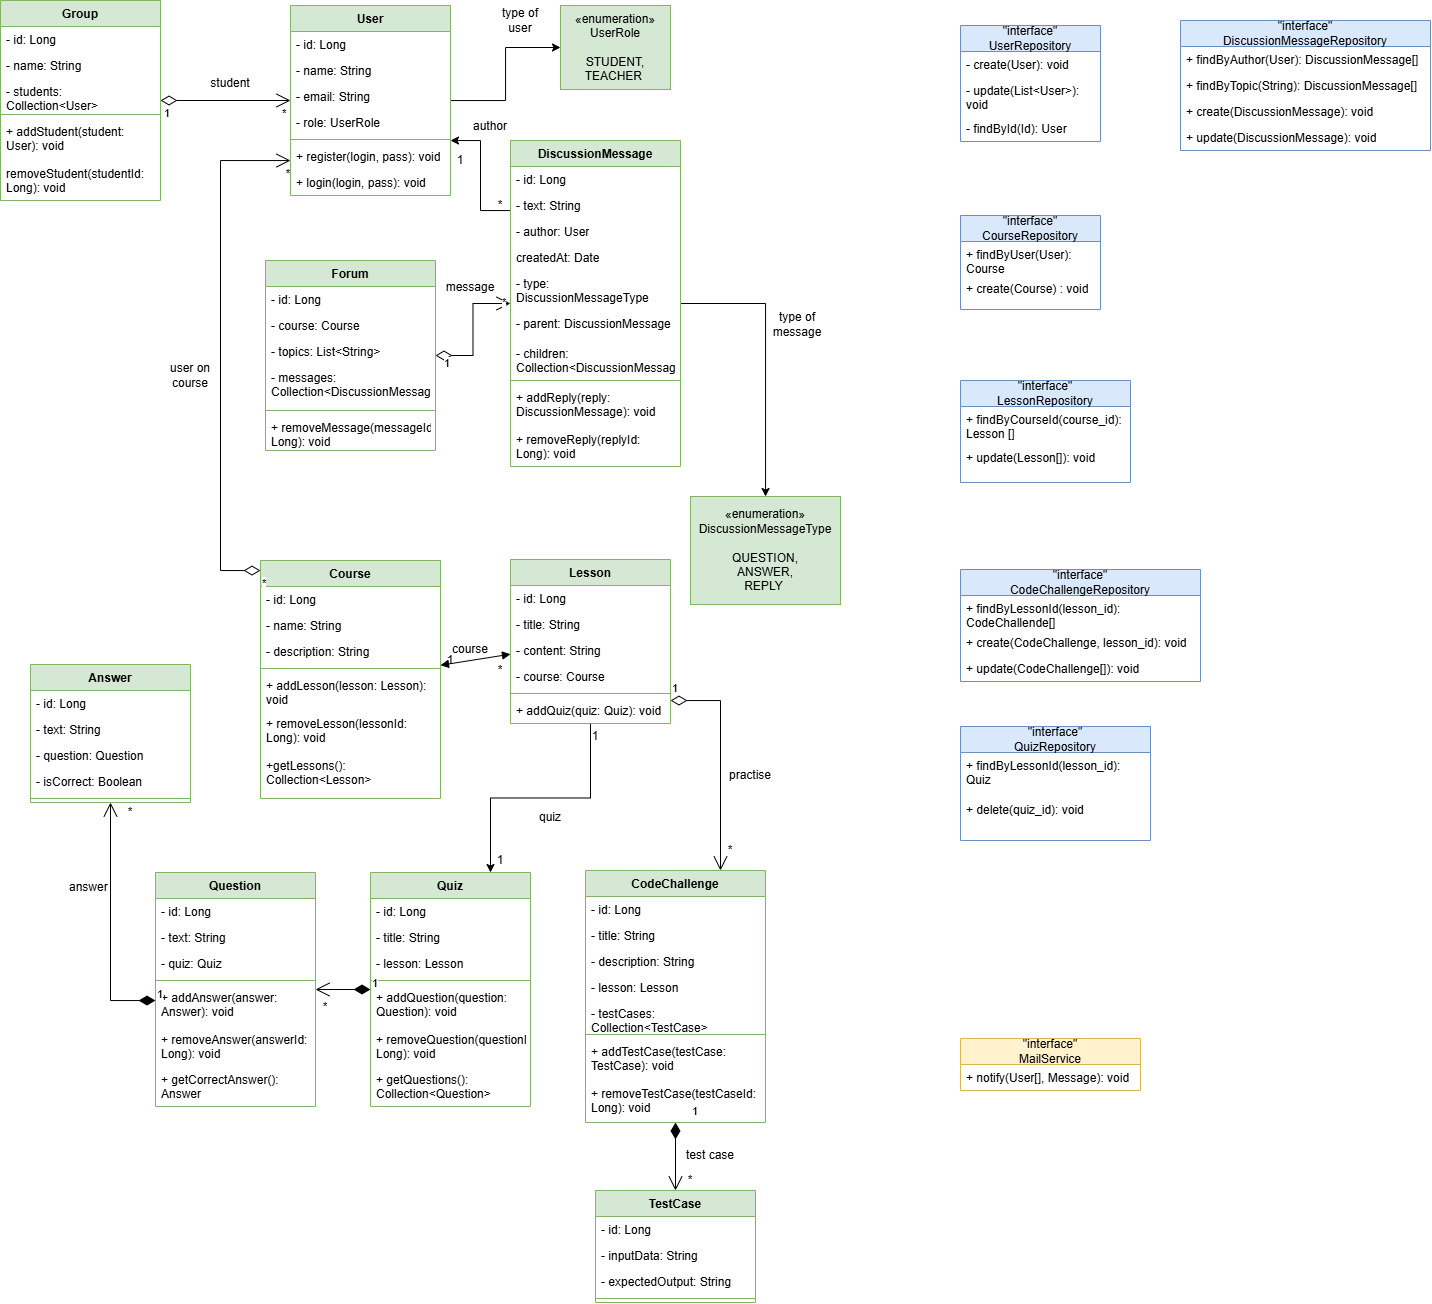 Group
- id: Long
- name: String
- students:
Collection<User>
+ addStudent(student:
User): void
removeStudent(studentId:
Long): void
student
1
*
User
- id: Long
- name: String
- email: String
- role: UserRole
+ register(login, pass): void
+ login(login, pass): void
*
type of
user
«enumeration»
UserRole
STUDENT,
TEACHER
author
1
*
DiscussionMessage
- id: Long
- text: String
- author: User
createdAt: Date
- type:
DiscussionMessageType
- parent: DiscussionMessage
- children:
Collection<DiscussionMessag
+ addReply(reply:
DiscussionMessage): void
+ removeReply(replyId:
Long): void
Forum
- id: Long
- course: Course
- topics: List<String>
- messages:
Collection<DiscussionMessag
+ removeMessage(messageId
Long): void
message
1
*
type of
message
user on
course
«enumeration»
DiscussionMessageType
QUESTION,
ANSWER,
REPLY
*
Course
- id: Long
- name: String
- description: String
+ addLesson(lesson: Lesson):
void
+ removeLesson(lessonId:
Long): void
+getLessons():
Collection<Lesson>
course
1
*
Lesson
- id: Long
- title: String
- content: String
- course: Course
+ addQuiz(quiz: Quiz): void
1
1
practise
*
quiz
1
Answer
- id: Long
- text: String
- question: Question
- isCorrect: Boolean
*
answer
1
Question
- id: Long
- text: String
- quiz: Quiz
+ addAnswer(answer:
Answer): void
+ removeAnswer(answerId:
Long): void
+ getCorrectAnswer():
Answer
*
1
Quiz
- id: Long
- title: String
- lesson: Lesson
+ addQuestion(question:
Question): void
+ removeQuestion(questionI
Long): void
+ getQuestions():
Collection<Question>
CodeChallenge
- id: Long
- title: String
- description: String
- lesson: Lesson
- testCases:
Collection<TestCase>
+ addTestCase(testCase:
TestCase): void
+ removeTestCase(testCaseId:
Long): void
1
test case
*
TestCase
- id: Long
- inputData: String
- expectedOutput: String
"interface"
UserRepository
- create(User): void
- update(List<User>):
void
- findById(Id): User
"interface"
DiscussionMessageRepository
+ findByAuthor(User): DiscussionMessage[]
+ findByTopic(String): DiscussionMessage[]
+ create(DiscussionMessage): void
+ update(DiscussionMessage): void
"interface"
CourseRepository
+ findByUser(User):
Course
+ create(Course) : void
"interface"
LessonRepository
+ findByCourseId(course_id):
Lesson []
+ update(Lesson[]): void
"interface"
CodeChallengeRepository
+ findByLessonId(lesson_id):
CodeChallende[]
+ create(CodeChallenge, lesson_id): void
+ update(CodeChallenge[]): void
"interface"
QuizRepository
+ findByLessonId(lesson_id):
Quiz
+ delete(quiz_id): void
"interface"
MailService
+ notify(User[], Message): void